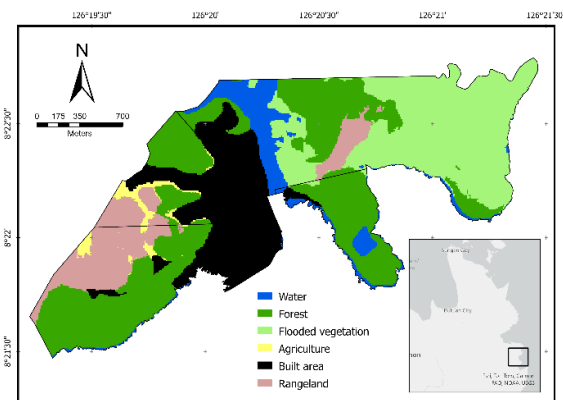 126°19'30" 126°20' 126°20'30" 126°21' 126°21'30"
N
0 175 350 700
Meters
8°22'30"
8°22'
8°21'30"
Water
Forest
Flooded vegetation
Agriculture
Built area
Rangeland